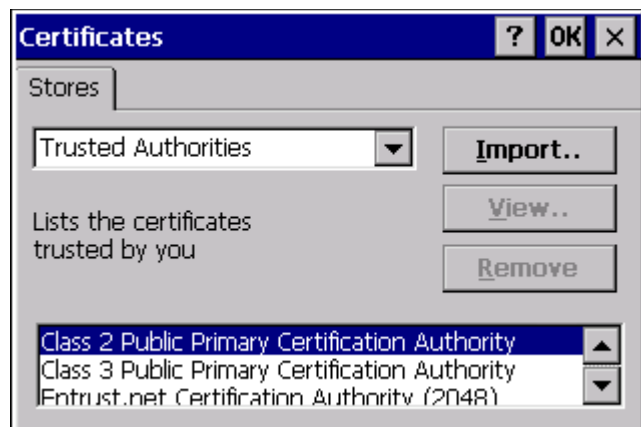 Certificates ? OK ×
Stores
Trusted Authorities
Import..
Lists the certificates
trusted by you
View..
Remove
Class 2 Public Primary Certification Authority
Class 3 Public Primary Certification Authority
Entrust.net Certification Authority (2048)